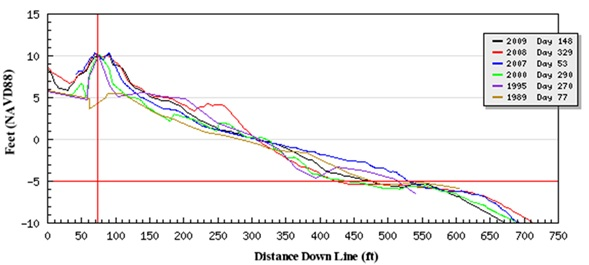 15
10
5
0
-5
-10
Feet (NAVD88)
2009 Day 148
2008 Day 329
2007 Day 53
2000 Day 290
1995 Day 270
1989 Day 77
0 50 100 150 200 250 300 350 400 450 500 550 600 650 700 750
Distance Down Line (ft)